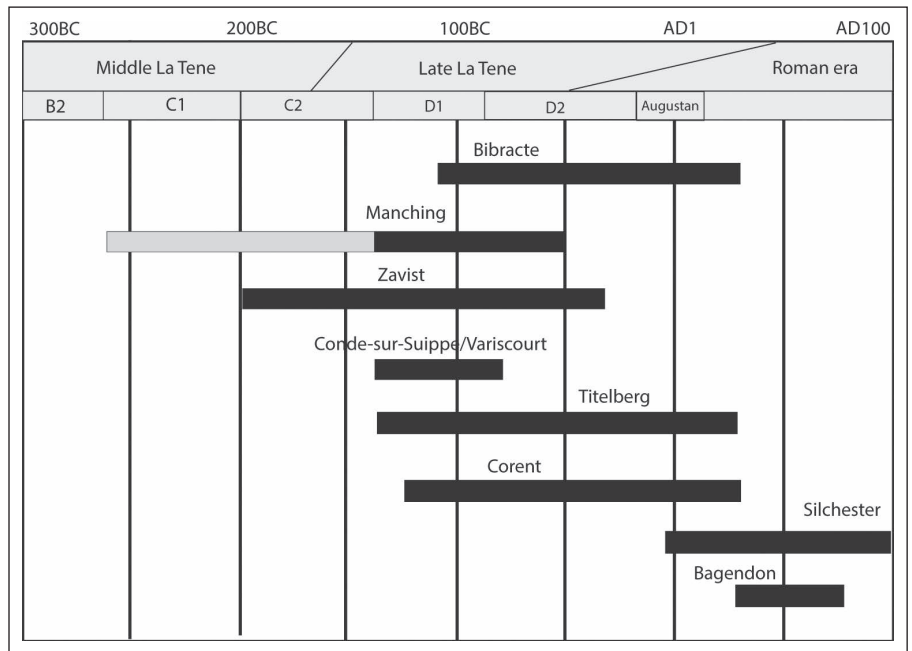 300BC 200BC 100BC AD1 AD100
Middle La Tene Late La Tene Roman era
B2 C1 C2 D1 D2 Augustan
Bibracte
Manching
Zavist
Conde-sur-Suippe/Variscourt
Titelberg
Corent
Silchester
Bagendon